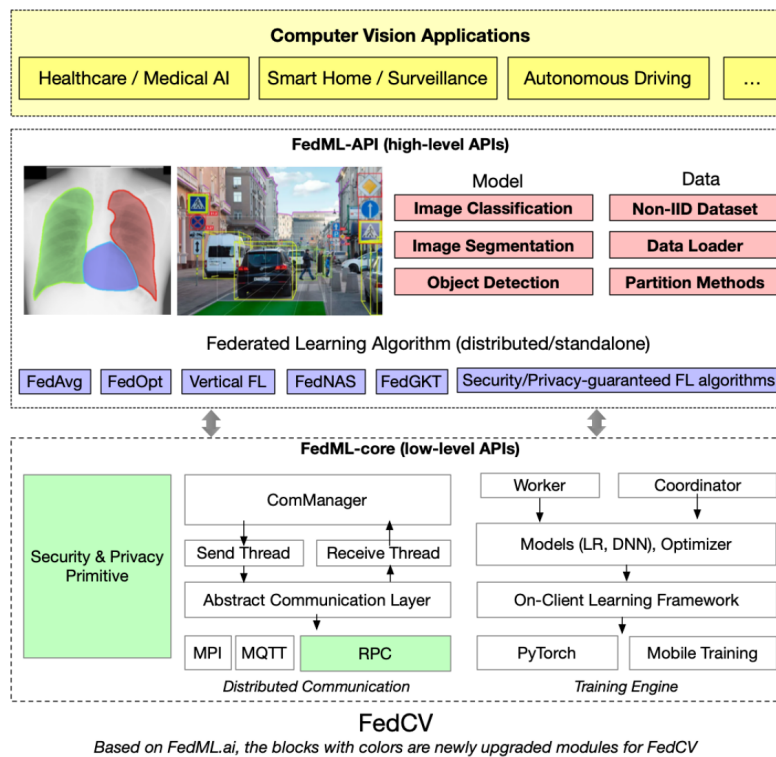 Computer Vision Applications
Healthcare / Medical AI
Smart Home / Surveillance
Autonomous Driving
...
FedML-API (high-level APIs)
Model
Data
Image Classification
Non-IID Dataset
Image Segmentation
Data Loader
Object Detection
Partition Methods
Federated Learning Algorithm (distributed/standalone)
FedAvg
FedOpt
Vertical FL
FedNAS
FedGKT
Security/Privacy-guaranteed FL algorithms
FedML-core (low-level APIs)
Security & Privacy
Primitive
ComManager
Send Thread
Receive Thread
Abstract Communication Layer
MPI
MQTT
RPC
Distributed Communication
Worker
Coordinator
Models (LR, DNN), Optimizer
On-Client Learning Framework
PyTorch
Mobile Training
Training Engine
FedCV
Based on FedML.ai, the blocks with colors are newly upgraded modules for FedCV